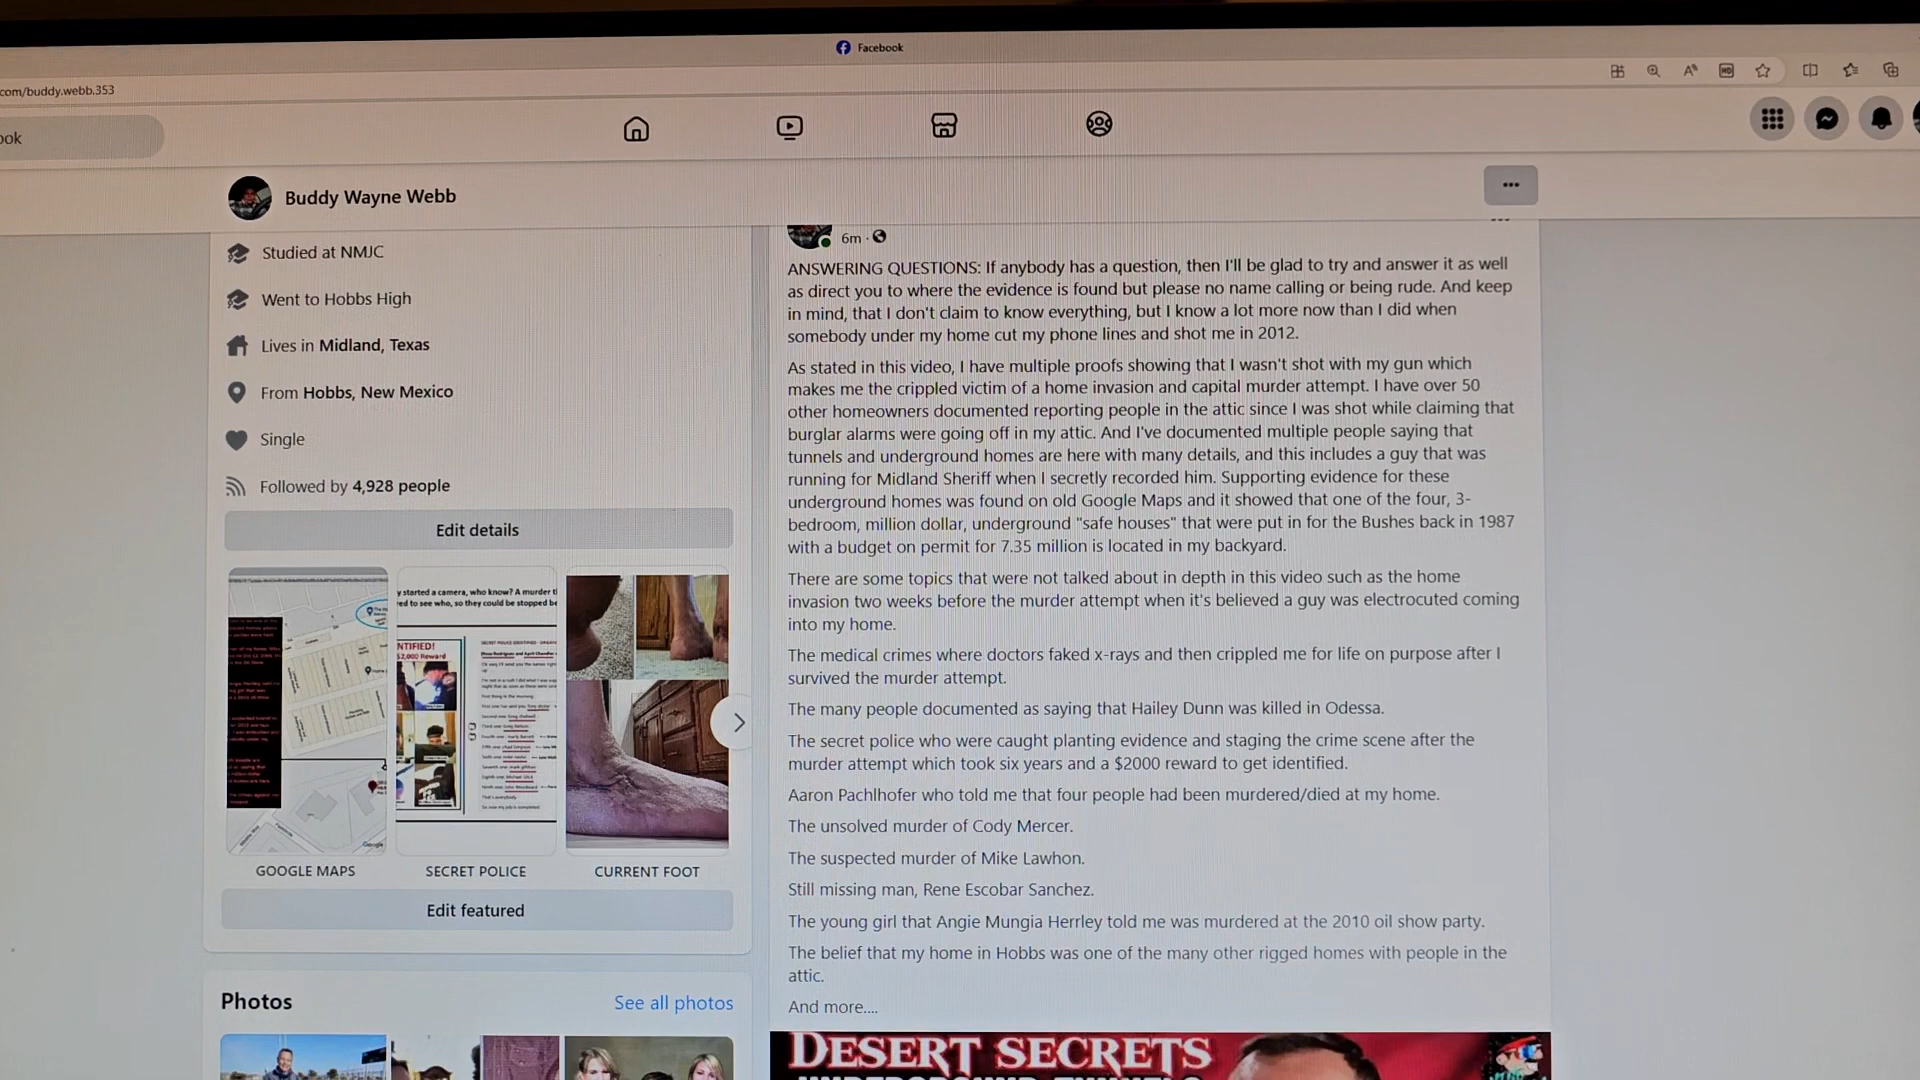 Facebook
com/buddy.webb.353
ook
Buddy Wayne Webb
Studied at NMJC
Went to Hobbs High
Lives in Midland, Texas
From Hobbs, New Mexico
Single
Followed by 4,928 people
Edit details
y started a camera, who know? A murder t
ed to see who, so they could be stopped be
NTIFIED!
$2,000 Reward
GOOGLE MAPS
SECRET POLICE
CURRENT FOOT
Edit featured
Photos
See all photos
6m
ANSWERING QUESTIONS: If anybody has a question, then I'll be glad to try and answer it as well
as direct you to where the evidence is found but please no name calling or being rude. And keep
in mind, that I don't claim to know everything, but I know a lot more now than I did when
somebody under my home cut my phone lines and shot me in 2012.
As stated in this video, I have multiple proofs showing that I wasn't shot with my gun which
makes me the crippled victim of a home invasion and capital murder attempt. I have over 50
other homeowners documented reporting people in the attic since I was shot while claiming that
burglar alarms were going off in my attic. And I've documented multiple people saying that
tunnels and underground homes are here with many details, and this includes a guy that was
running for Midland Sheriff when I secretly recorded him. Supporting evidence for these
underground homes was found on old Google Maps and it showed that one of the four, 3-
bedroom, million dollar, underground "safe houses" that were put in for the Bushes back in 1987
with a budget on permit for 7.35 million is located in my backyard.
There are some topics that were not talked about in depth in this video such as the home
invasion two weeks before the murder attempt when it's believed a guy was electrocuted coming
into my home.
The medical crimes where doctors faked x-rays and then crippled me for life on purpose after I
survived the murder attempt.
The many people documented as saying that Hailey Dunn was killed in Odessa.
The secret police who were caught planting evidence and staging the crime scene after the
murder attempt which took six years and a $2000 reward to get identified.
Aaron Pachlhofer who told me that four people had been murdered/died at my home.
The unsolved murder of Cody Mercer.
The suspected murder of Mike Lawhon.
Still missing man, Rene Escobar Sanchez.
The young girl that Angie Mungia Herrley told me was murdered at the 2010 oil show party.
The belief that my home in Hobbs was one of the many other rigged homes with people in the
attic.
And more....
DESERT SECRETS